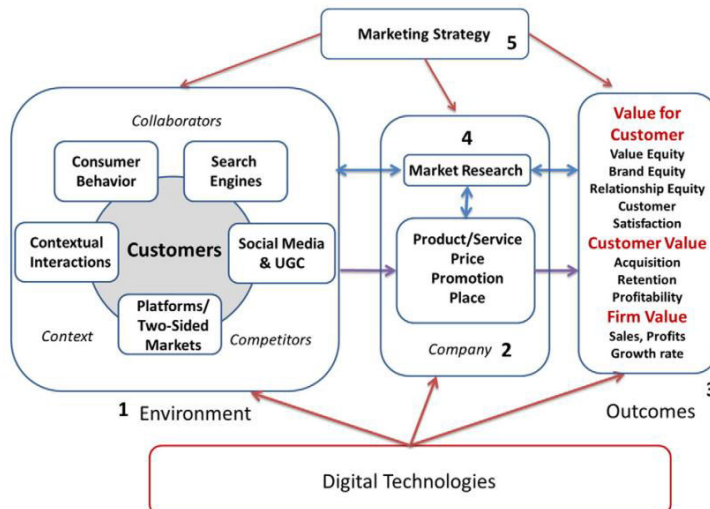 Marketing Strategy 5
Collaborators
Consumer
Behavior
Search
Engines
Contextual
Interactions
Customers
Social Media
& UGC
Platforms/
Two-Sided
Markets
Context
Competitors
1 Environment
4
Market Research
Product/Service
Price
Promotion
Place
Company 2
Value for
Customer
Value Equity
Brand Equity
Relationship Equity
Customer
Satisfaction
Customer Value
Acquisition
Retention
Profitability
Firm Value
Sales, Profits
Growth rate
3
Outcomes
Digital Technologies